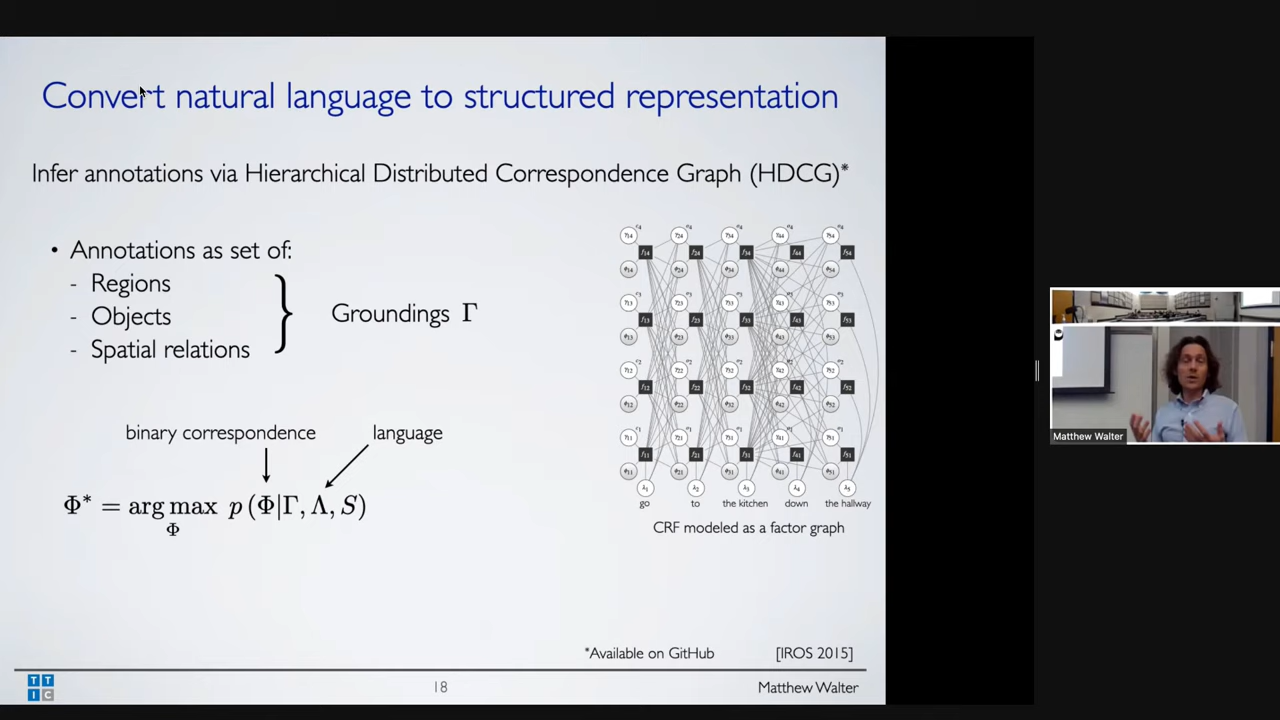 Convert natural language to structured representation
Infer annotations via Hierarchical Distributed Correspondence Graph (HDCG)*
• Annotations as set of:
- Regions
- Objects
- Spatial relations
Groundings Γ
binary correspondence
language
Φ* = arg max p (Φ|Γ, Λ, S)
Φ
go to the kitchen down the hallway
CRF modeled as a factor graph
*Available on GitHub [IROS 2015]
TTIC
18
Matthew Walter
Matthew Walter